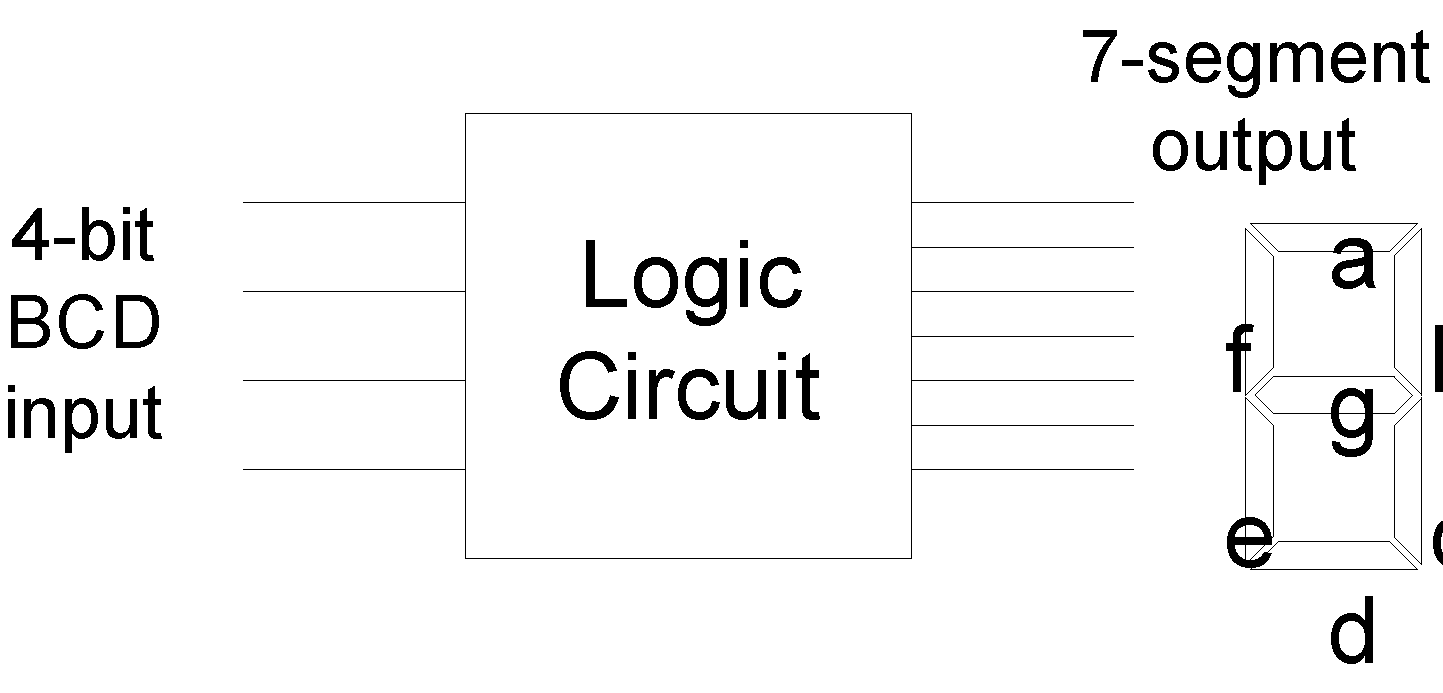 7-segment
output
4-bit
BCD
input
Logic
Circuit
a
f
g
e
d